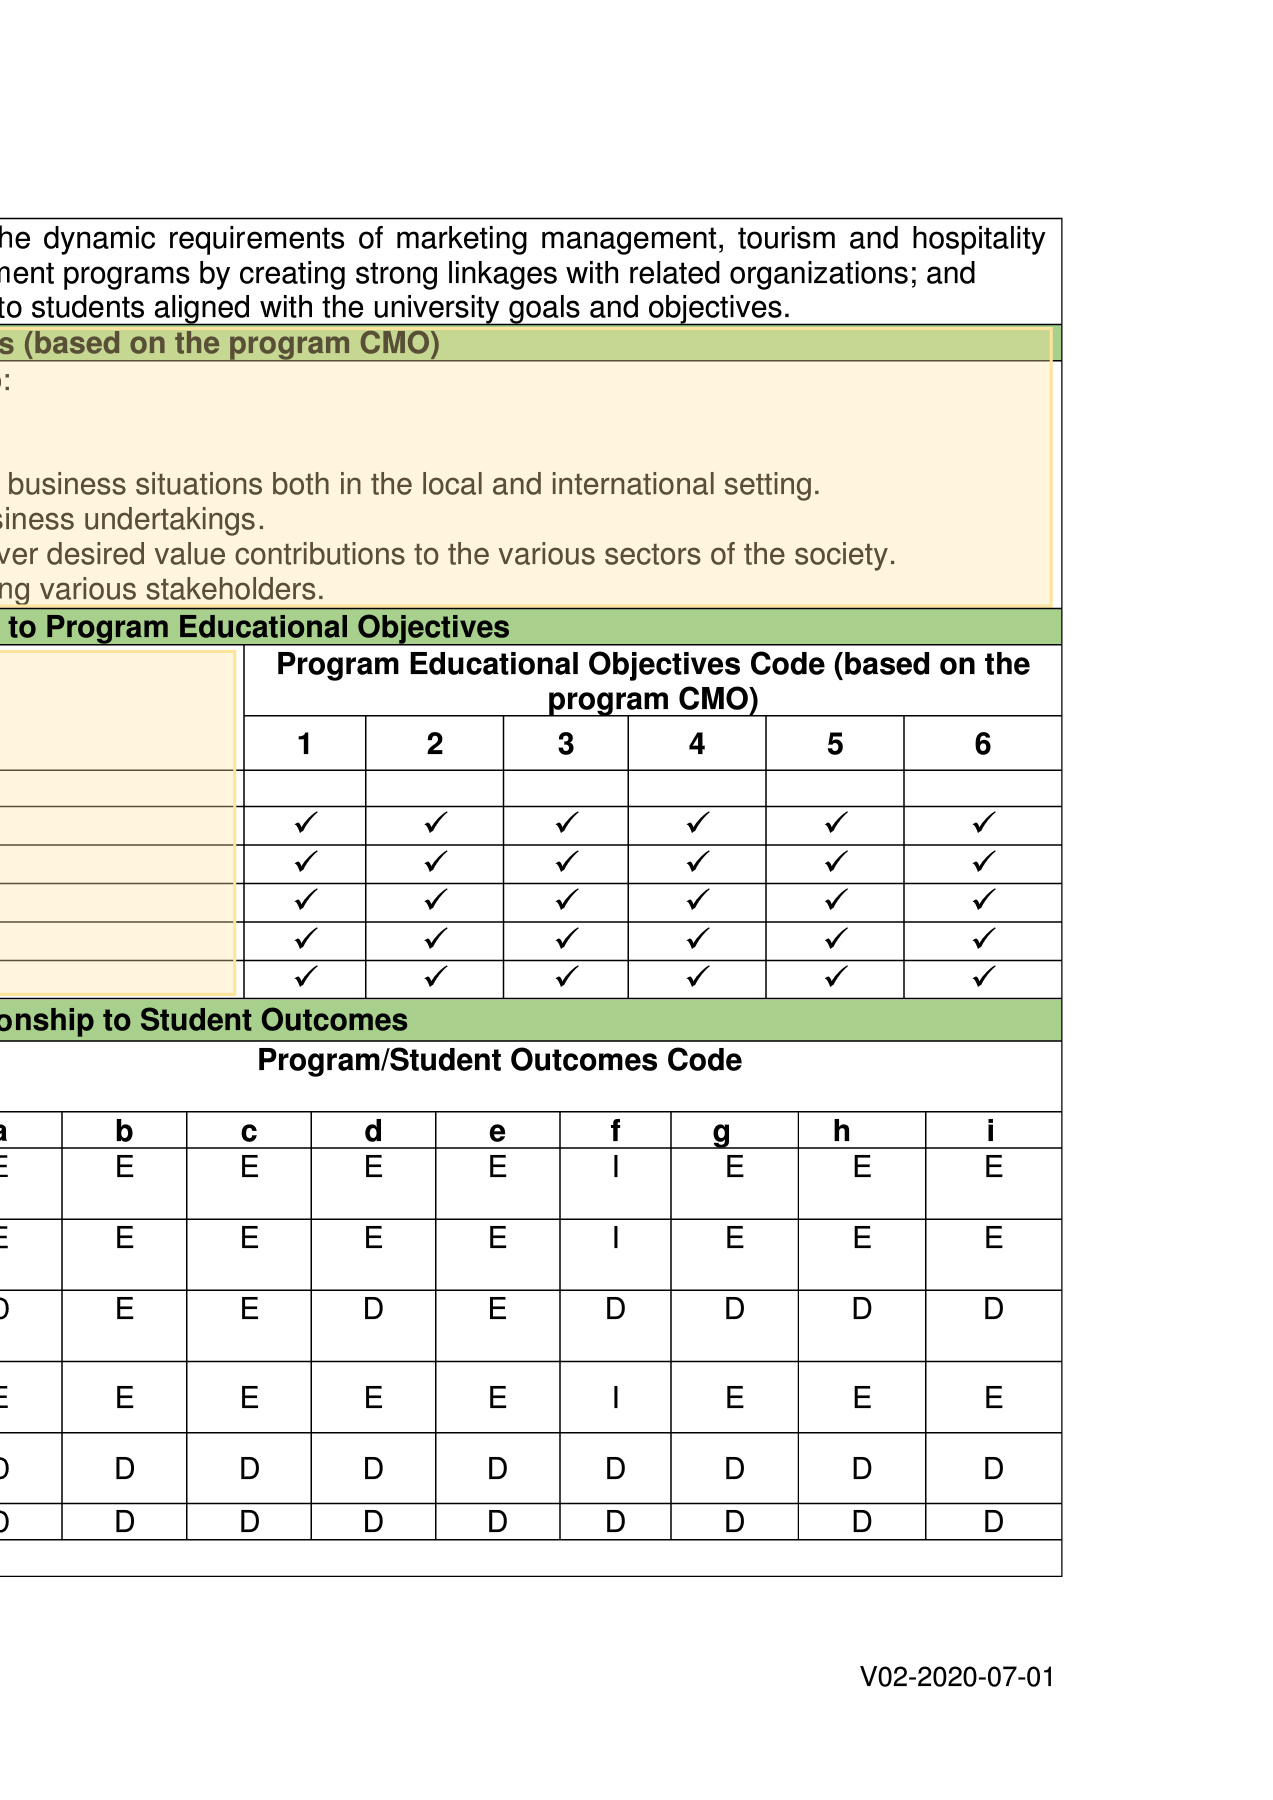 he dynamic requirements of marketing management, tourism and hospitality
ment programs by creating strong linkages with related organizations; and
to students aligned with the university goals and objectives.
s (based on the program CMO)
o:
business situations both in the local and international setting.
siness undertakings.
ver desired value contributions to the various sectors of the society.
ng various stakeholders.
to Program Educational Objectives
Program Educational Objectives Code (based on the
program CMO)
1 2 3 4 5 6
✓ ✓ ✓ ✓ ✓ ✓
✓ ✓ ✓ ✓ ✓ ✓
✓ ✓ ✓ ✓ ✓ ✓
✓ ✓ ✓ ✓ ✓ ✓
✓ ✓ ✓ ✓ ✓ ✓
onship to Student Outcomes
Program/Student Outcomes Code
a b c d e f g h i
E E E E E I E E E
E E E E E I E E E
D E E D E D D D D
E E E E E I E E E
D D D D D D D D D
D D D D D D D D D
V02-2020-07-01